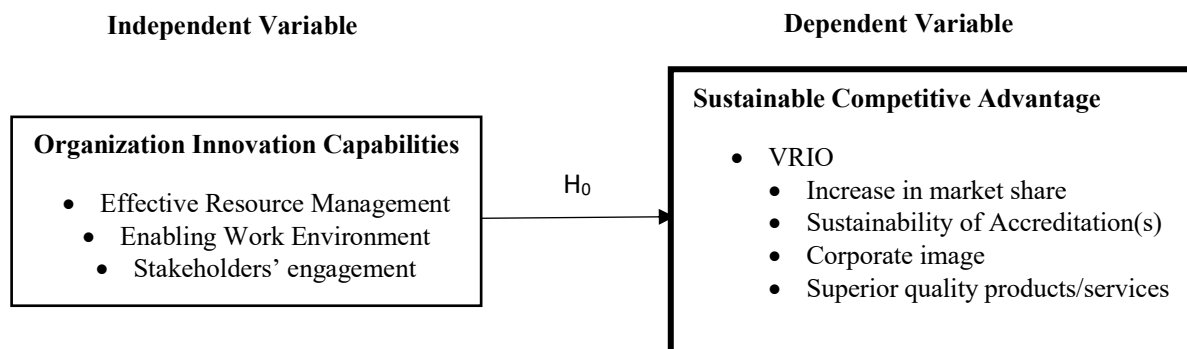 Independent Variable
Dependent Variable
Organization Innovation Capabilities
• Effective Resource Management
• Enabling Work Environment
• Stakeholders’ engagement
H₀
Sustainable Competitive Advantage
• VRIO
• Increase in market share
• Sustainability of Accreditation(s)
• Corporate image
• Superior quality products/services